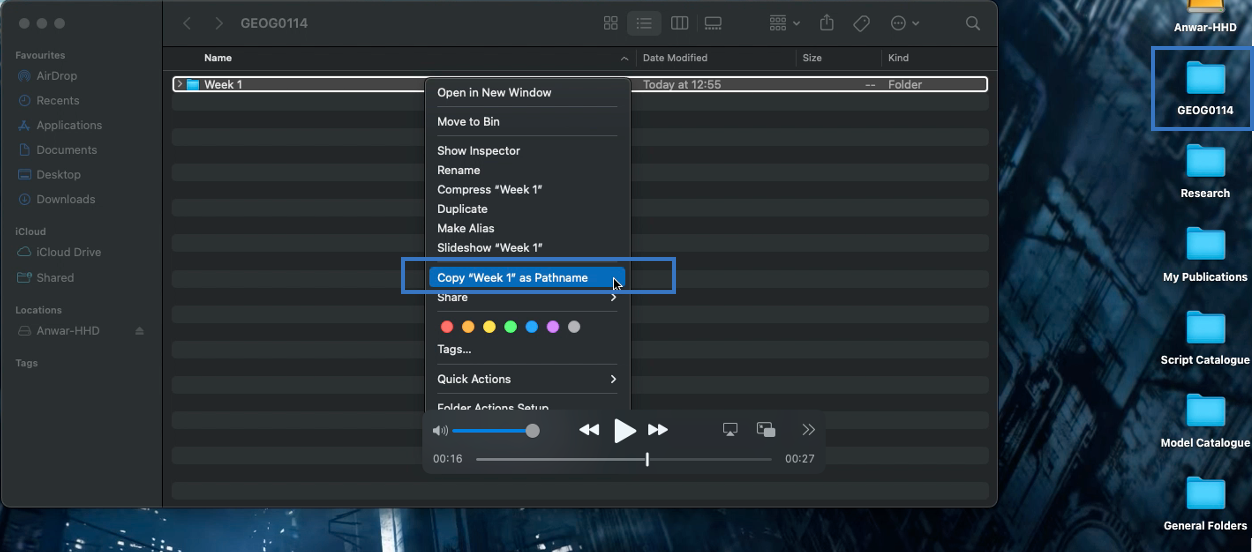 GEOG0114
Favourites
AirDrop
Recents
Applications
Documents
Desktop
Downloads
iCloud
iCloud Drive
Shared
Locations
Anwar-HHD
Tags
Name Date Modified Size Kind
Week 1 Today at 12:55 -- Folder
Open in New Window
Move to Bin
Show Inspector
Rename
Compress “Week 1”
Duplicate
Make Alias
Slideshow “Week 1”
Copy “Week 1” as Pathname
Share
Tags...
Quick Actions
Folder Actions Setup
00:16 00:27
Anwar-HHD
GEOG0114
Research
My Publications
Script Catalogue
Model Catalogue
General Folders